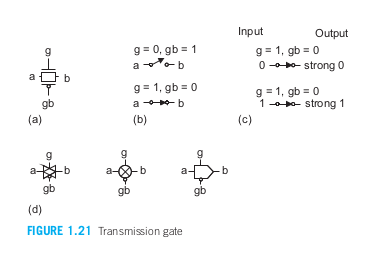 Input Output
g
a b
gb
(a)
g = 0, gb = 1
a b
g = 1, gb = 0
a b
(b)
g = 1, gb = 0
0 strong 0
g = 1, gb = 0
1 strong 1
(c)
g
a b
gb
g
a b
gb
g
a b
gb
(d)
FIGURE 1.21 Transmission gate